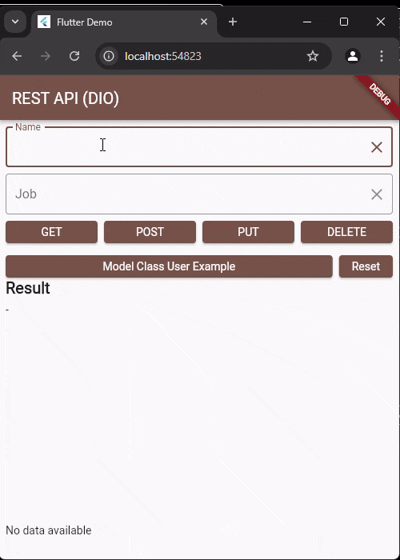 Flutter Demo
localhost:54823
REST API (DIO)
DEBUG
Name
Job
GET POST PUT DELETE
Model Class User Example Reset
Result
-
No data available